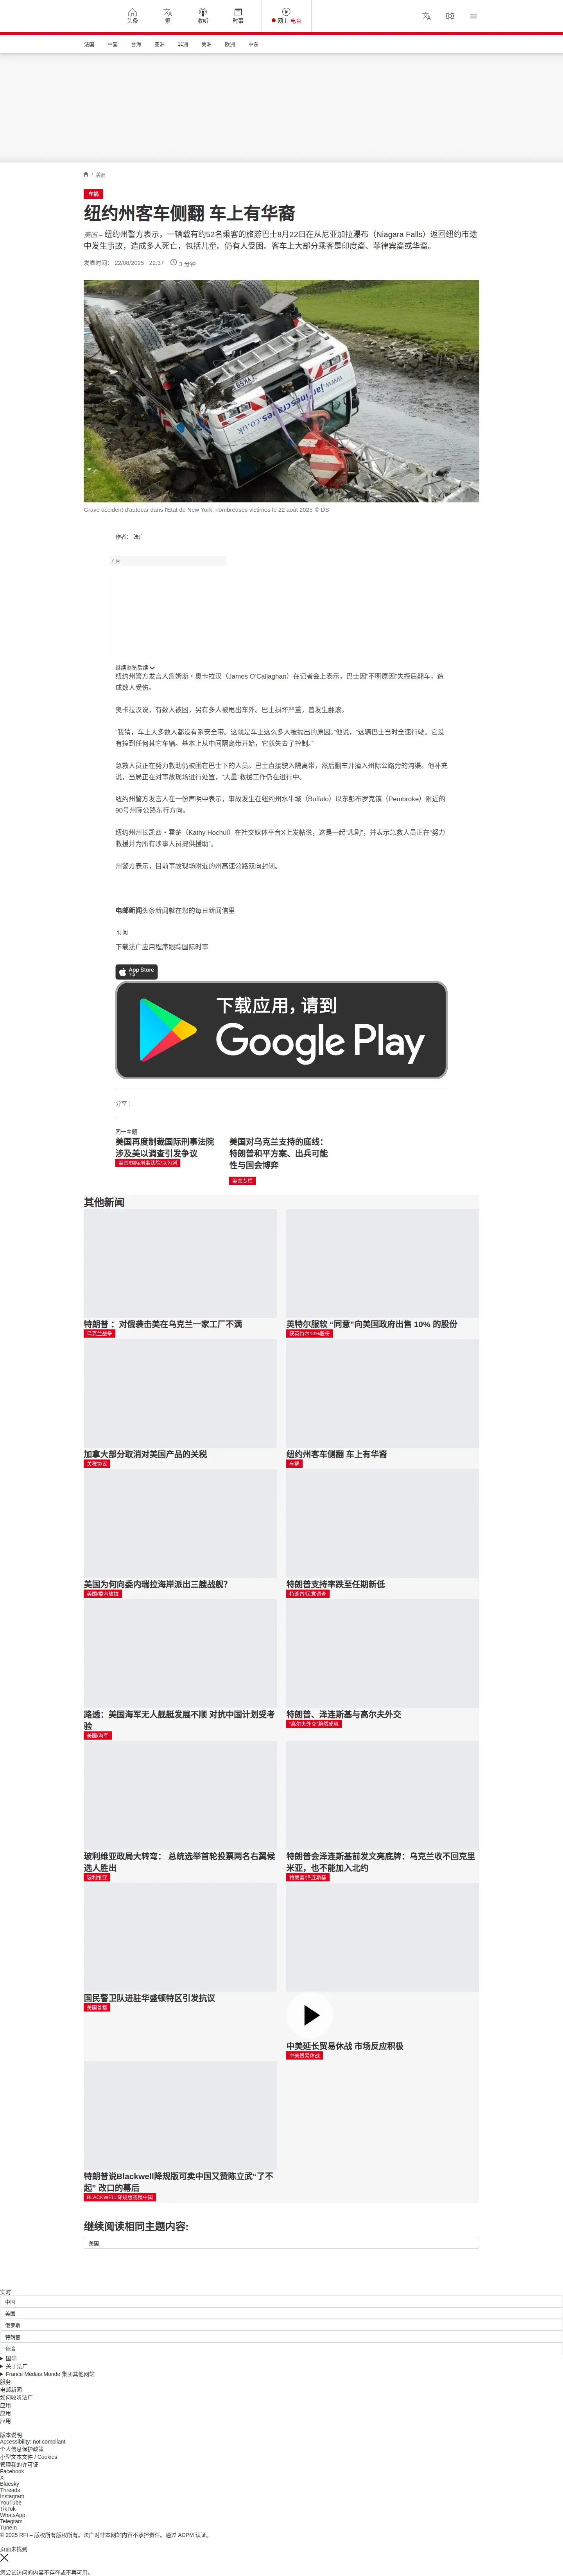 头条
繁
收听
时事
网上 电台
法国
中国
台海
亚洲
非洲
美洲
欧洲
中东
/ 美洲
车祸
纽约州客车侧翻 车上有华裔
美国 – 纽约州警方表示，一辆载有约52名乘客的旅游巴士8月22日在从尼亚加拉瀑布（Niagara Falls）返回纽约市途
中发生事故，造成多人死亡，包括儿童。仍有人受困。客车上大部分乘客是印度裔、菲律宾裔或华裔。
发表时间： 22/08/2025 - 22:37
3 分钟
www.jonescranes.co.uk
Grave accident d'autocar dans l'Etat de New York, nombreuses victimes le 22 août 2025 © DS
作者： 法广
广告
继续浏览后续
纽约州警方发言人詹姆斯・奥卡拉汉（James O'Callaghan）在记者会上表示，巴士因“不明原因”失控后翻车，造
成数人受伤。
奥卡拉汉说，有数人被困，另有多人被甩出车外。巴士损坏严重，曾发生翻滚。
“我猜，车上大多数人都没有系安全带。这就是车上这么多人被抛出的原因。”他说，“这辆巴士当时全速行驶。它没
有撞到任何其它车辆。基本上从中间隔离带开始，它就失去了控制。”
急救人员正在努力救助仍被困在巴士下的人员。巴士直接驶入隔离带，然后翻车并撞入州际公路旁的沟渠。他补充
说，当局正在对事故现场进行处置，“大量”救援工作仍在进行中。
纽约州警方发言人在一份声明中表示，事故发生在纽约州水牛城（Buffalo）以东彭布罗克镇（Pembroke）附近的
90号州际公路东行方向。
纽约州州长凯西・霍楚（Kathy Hochul）在社交媒体平台X上发帖说，这是一起“悲剧”，并表示急救人员正在“努力
救援并为所有涉事人员提供援助”。
州警方表示，目前事故现场附近的州高速公路双向封闭。
电邮新闻头条新闻就在您的每日新闻信里
订阅
下载法广应用程序跟踪国际时事
App Store
下载
下载应用，请到
Google Play
分享 :
同一主题
美国再度制裁国际刑事法院
涉及美以调查引发争议
美国/国际刑事法院/以色列
美国对乌克兰支持的底线：
特朗普和平方案、出兵可能
性与国会博弈
美国专栏
其他新闻
特朗普 ： 对俄袭击美在乌克兰一家工厂不满
乌克兰战争
英特尔服软 “同意”向美国政府出售 10% 的股份
获英特尔10%股份
加拿大部分取消对美国产品的关税
关税协议
纽约州客车侧翻 车上有华裔
车祸
美国为何向委内瑞拉海岸派出三艘战舰？
美国/委内瑞拉
特朗普支持率跌至任期新低
特朗普/民意调查
路透：美国海军无人舰艇发展不顺 对抗中国计划受考
验
美国/海军
特朗普、泽连斯基与高尔夫外交
“高尔夫外交”蔚然成风
玻利维亚政局大转弯： 总统选举首轮投票两名右翼候
选人胜出
玻利维亚
特朗普会泽连斯基前发文亮底牌：乌克兰收不回克里
米亚，也不能加入北约
特朗普/泽连斯基
国民警卫队进驻华盛顿特区引发抗议
美国首都
中美延长贸易休战 市场反应积极
中美贸易休战
特朗普说Blackwell降规版可卖中国又赞陈立武“了不
起” 改口的幕后
BLACKWELL降规版或销中国
继续阅读相同主题内容:
美国
实时
中国
美国
俄罗斯
特朗普
台湾
国际
关于法广
France Médias Monde 集团其他网站
服务
电邮新闻
如何收听法广
应用
应用
应用
版本说明
Accessibility: not compliant
个人信息保护政策
小型文本文件 / Cookies
管理我的许可证
Facebook
X
Bluesky
Threads
Instagram
YouTube
TikTok
WhatsApp
Telegram
TuneIn
© 2025 RFI – 版权所有版权所有。法广对非本网站内容不承担责任。通过 ACPM 认证。
页面未找到
您尝试访问的内容不存在或不再可用。